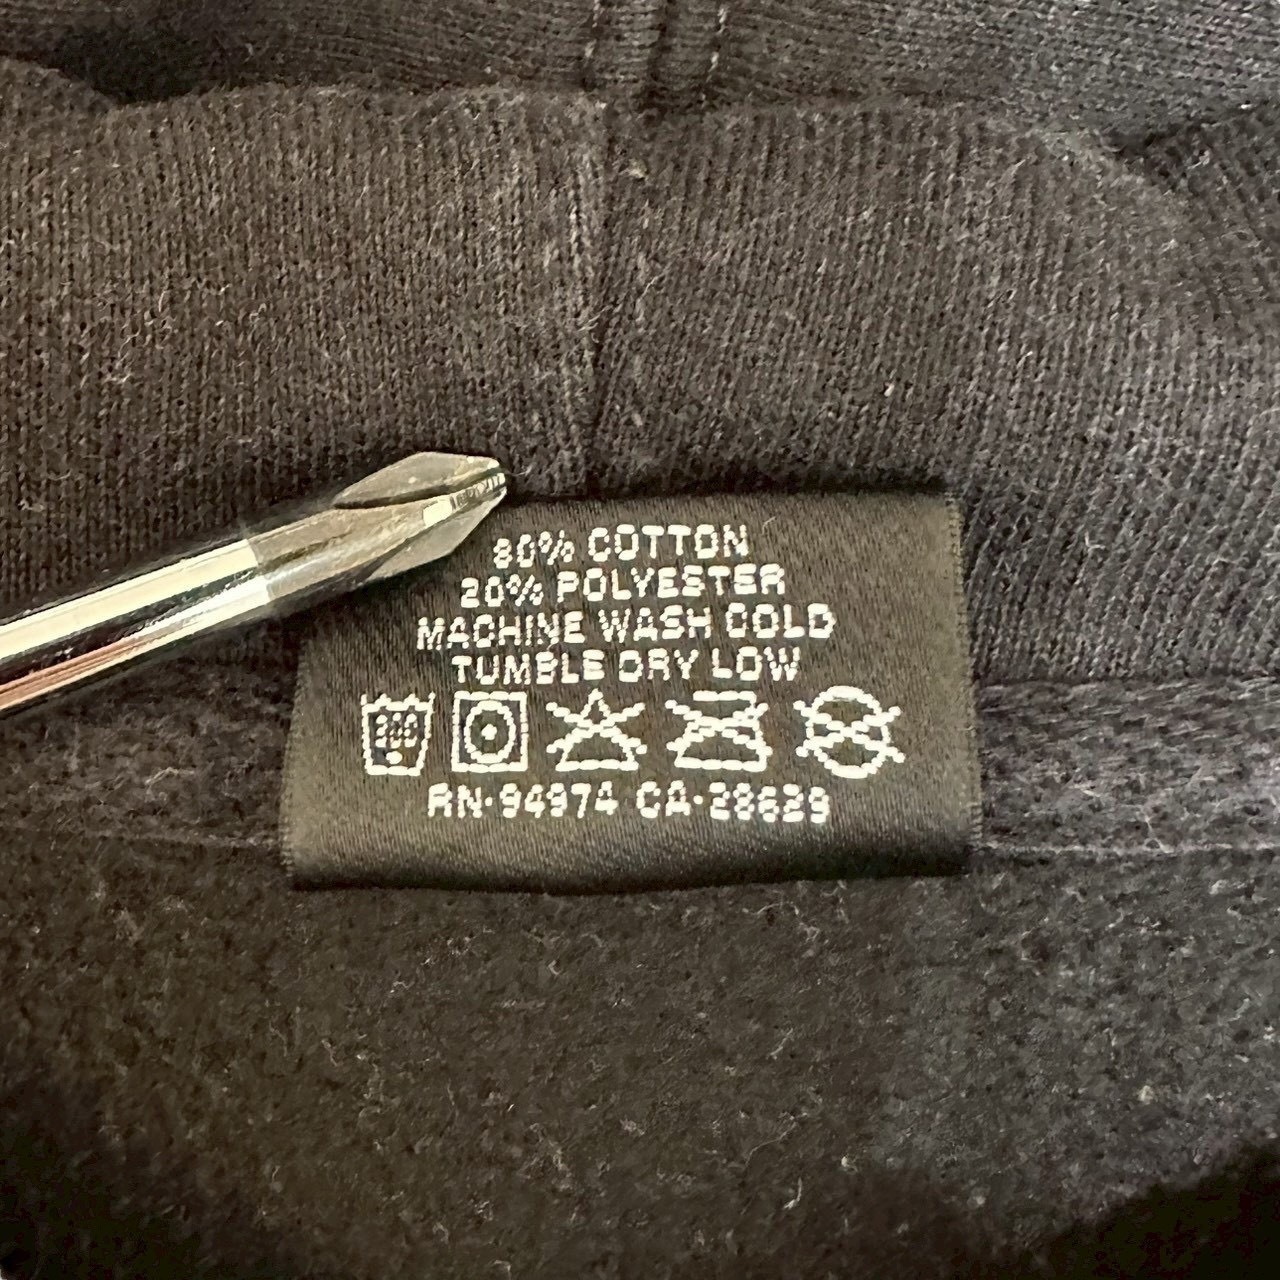 80% COTTON
20% POLYESTER
MACHINE WASH COLD
TUMBLE DRY LOW
RN·94974 CA·28629